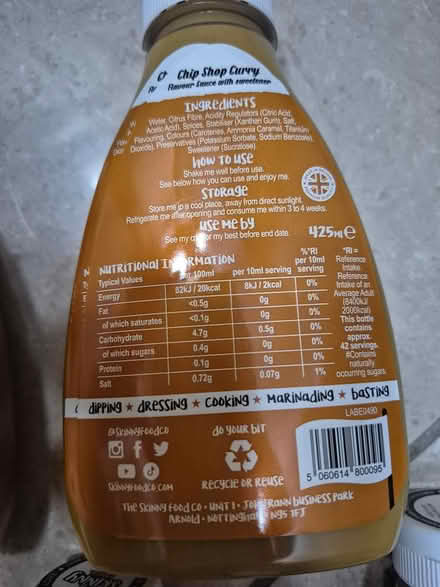 Chip Shop Curry
Flavour Sauce with sweetener
INGREDIENTS
Water, Citrus Fibre, Acidity Regulators (Citric Acid,
Acetic Acid), Spices, Stabiliser (Xanthan Gum), Salt,
Flavouring, Colours (Carotenes, Ammonia Caramel, Titanium
Dioxide), Preservatives (Potassium Sorbate, Sodium Benzoate),
Sweetener (Sucralose).
HOW TO USE
Shake me well before use.
See below how you can use and enjoy me.
STORAGE
Store me in a cool place, away from direct sunlight.
Refrigerate me after opening and consume me within 3 to 4 weeks.
USE ME BY
See my cap for my best before end date.
425ml e
NUTRITIONAL INFORMATION
Typical Values per 100ml per 10ml serving %*RI per 10ml serving
Energy 82kJ / 20kcal 8kJ / 2kcal 0%
Fat <0.5g 0g 0%
of which saturates <0.1g 0g 0%
Carbohydrate 4.7g 0.5g 0%
of which sugars 0.4g 0g 0%
Protein 0.1g 0g 0%
Salt 0.72g 0.07g 1%
*RI =
Reference
Intake.
Reference
Intake of an
Average Adult
(8400kJ
2000kcal)
This bottle
contains
approx.
42 servings.
#Contains
naturally
occurring sugars.
dipping ★ dressing ★ cooking ★ marinading ★ basting
LABEL490
@skinnyfoodco
skinnyfoodco.com
do your bit
RECYCLE OR REUSE
5 060614 800095
The Skinny Food Co • Unit 1 • John Brann Business Park
Arnold • Nottingham • NG5 7FJ